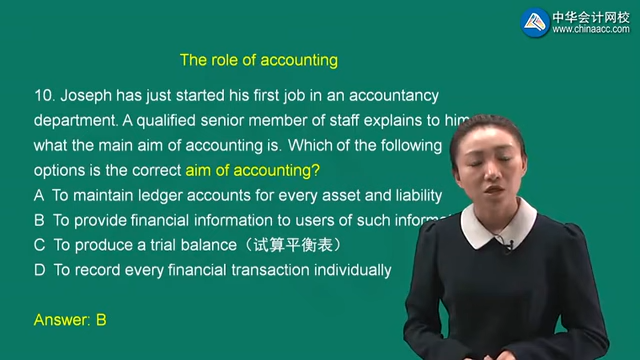 中华会计网校
www.chinaacc.com
The role of accounting
10. Joseph has just started his first job in an accountancy
department. A qualified senior member of staff explains to him
what the main aim of accounting is. Which of the following
options is the correct aim of accounting?
A To maintain ledger accounts for every asset and liability
B To provide financial information to users of such
C To produce a trial balance（试算平衡表）
D To record every financial transaction individually
Answer: B